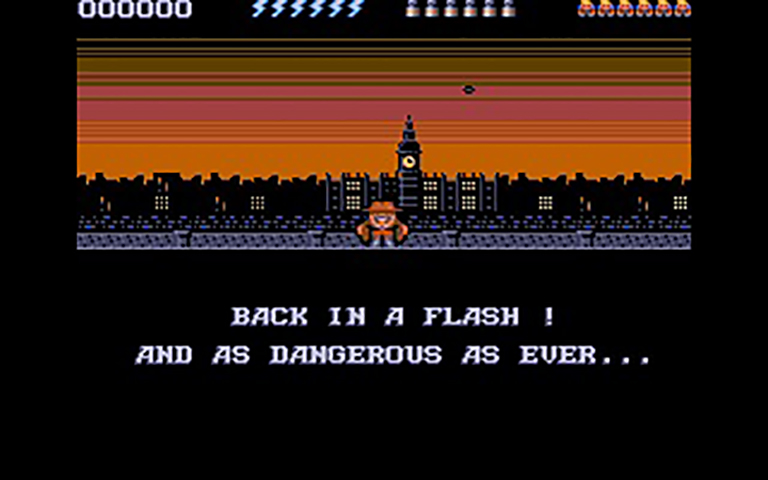 000000
BACK IN A FLASH !
AND AS DANGEROUS AS EVER...